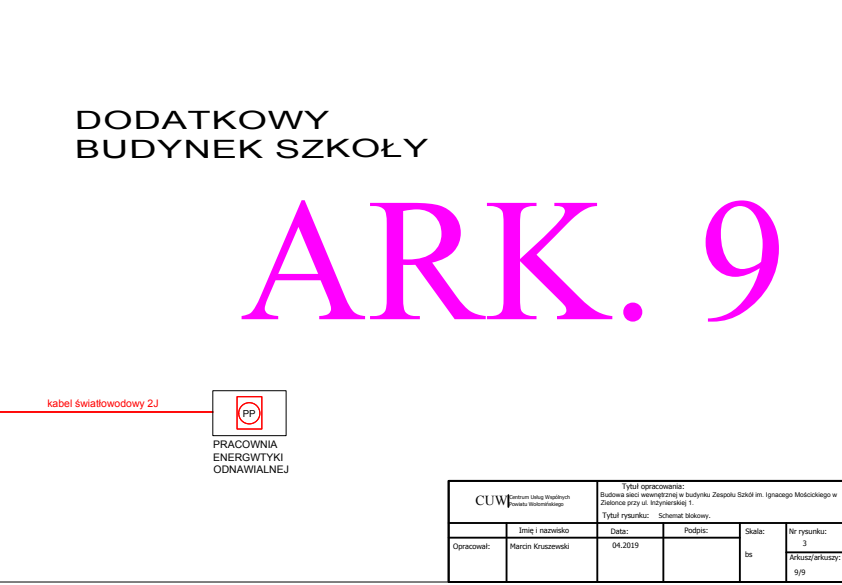 DODATKOWY
BUDYNEK SZKOŁY
ARK. 9
kabel światłowodowy 2J
PP
PRACOWNIA
ENERGWTYKI
ODNAWIALNEJ
CUW
Centrum Usług Wspólnych
Powiatu Wołomińskiego
Tytuł opracowania:
Budowa sieci wewnętrznej w budynku Zespołu Szkół im. Ignacego Mościckiego w
Zielonce przy ul. Inżynierskiej 1.
Tytuł rysunku: Schemat blokowy.
Imię i nazwisko
Data:
Podpis:
Skala:
Nr rysunku:
Opracował:
Marcin Kruszewski
04.2019
bs
3
Arkusz/arkuszy:
9/9